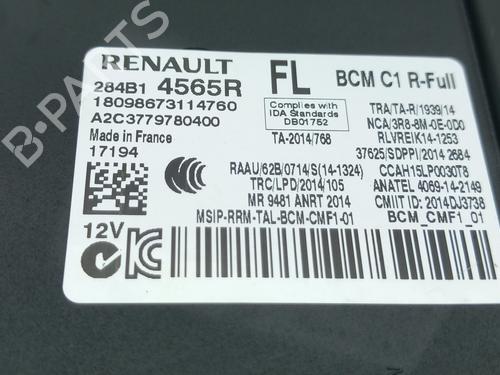 RENAULT
284B1 4565R
18098673114760
A2C3779780400
Made in France
17194
12V
FL
Complies with
IDA Standards
DB01752
TA-2014/768
BCM C1 R-Full
TRA/TA-R/1939/14
NCA/3R6-8M-0E-0D0
RLVREIK14-1253
37625/SDPPI/2014 2684
RAAU/62B/0714/S(14-1324)
CCAH15LP0030T8
TRC/LPD/2014/105
ANATEL 4069-14-2149
MR 9481 ANRT 2014
CMIIT ID: 2014DJ3738
MSIP-RRM-TAL-BCM-CMF1-01
BCM_CMF1_01
B-PARTS